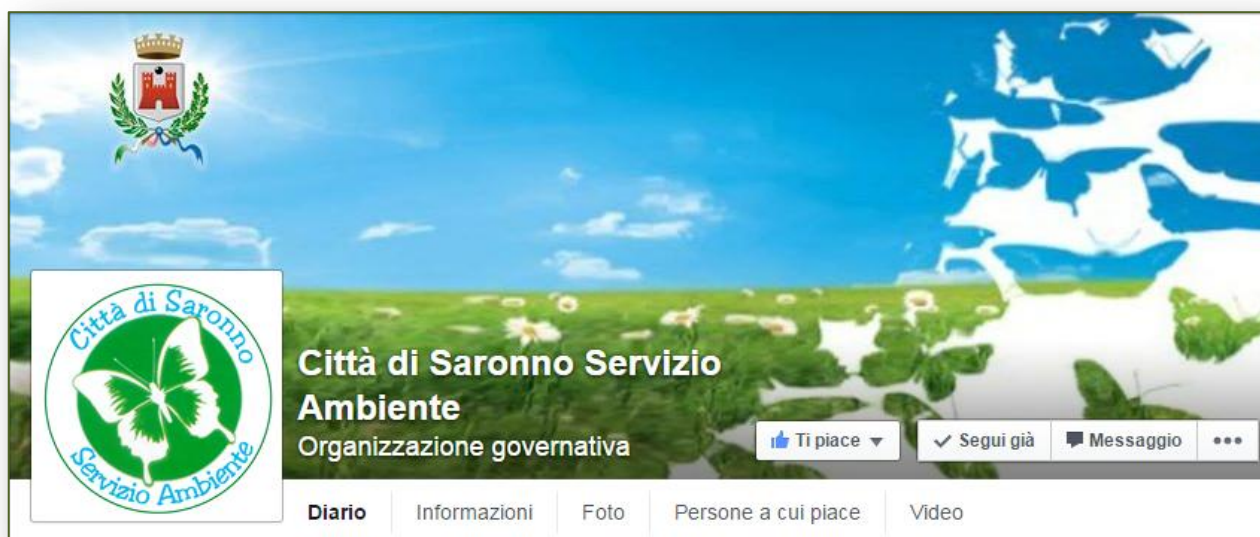 Città di Saronno
Servizio Ambiente
Città di Saronno Servizio
Ambiente
Organizzazione governativa
Ti piace
Segui già
Messaggio
Diario
Informazioni
Foto
Persone a cui piace
Video